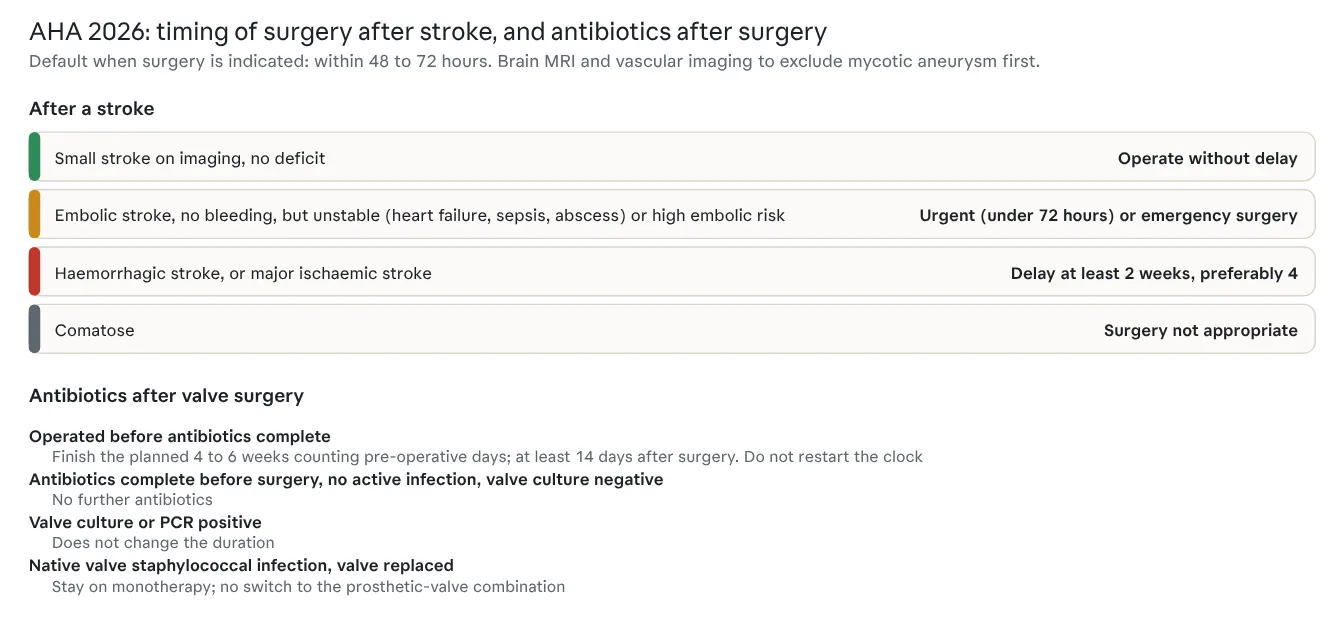 AHA 2026: timing of surgery after stroke, and antibiotics after surgery
Default when surgery is indicated: within 48 to 72 hours. Brain MRI and vascular imaging to exclude mycotic aneurysm first.
After a stroke
Small stroke on imaging, no deficit Operate without delay
Embolic stroke, no bleeding, but unstable (heart failure, sepsis, abscess) or high embolic risk Urgent (under 72 hours) or emergency surgery
Haemorrhagic stroke, or major ischaemic stroke Delay at least 2 weeks, preferably 4
Comatose Surgery not appropriate
Antibiotics after valve surgery
Operated before antibiotics complete
Finish the planned 4 to 6 weeks counting pre-operative days; at least 14 days after surgery. Do not restart the clock
Antibiotics complete before surgery, no active infection, valve culture negative
No further antibiotics
Valve culture or PCR positive
Does not change the duration
Native valve staphylococcal infection, valve replaced
Stay on monotherapy; no switch to the prosthetic-valve combination